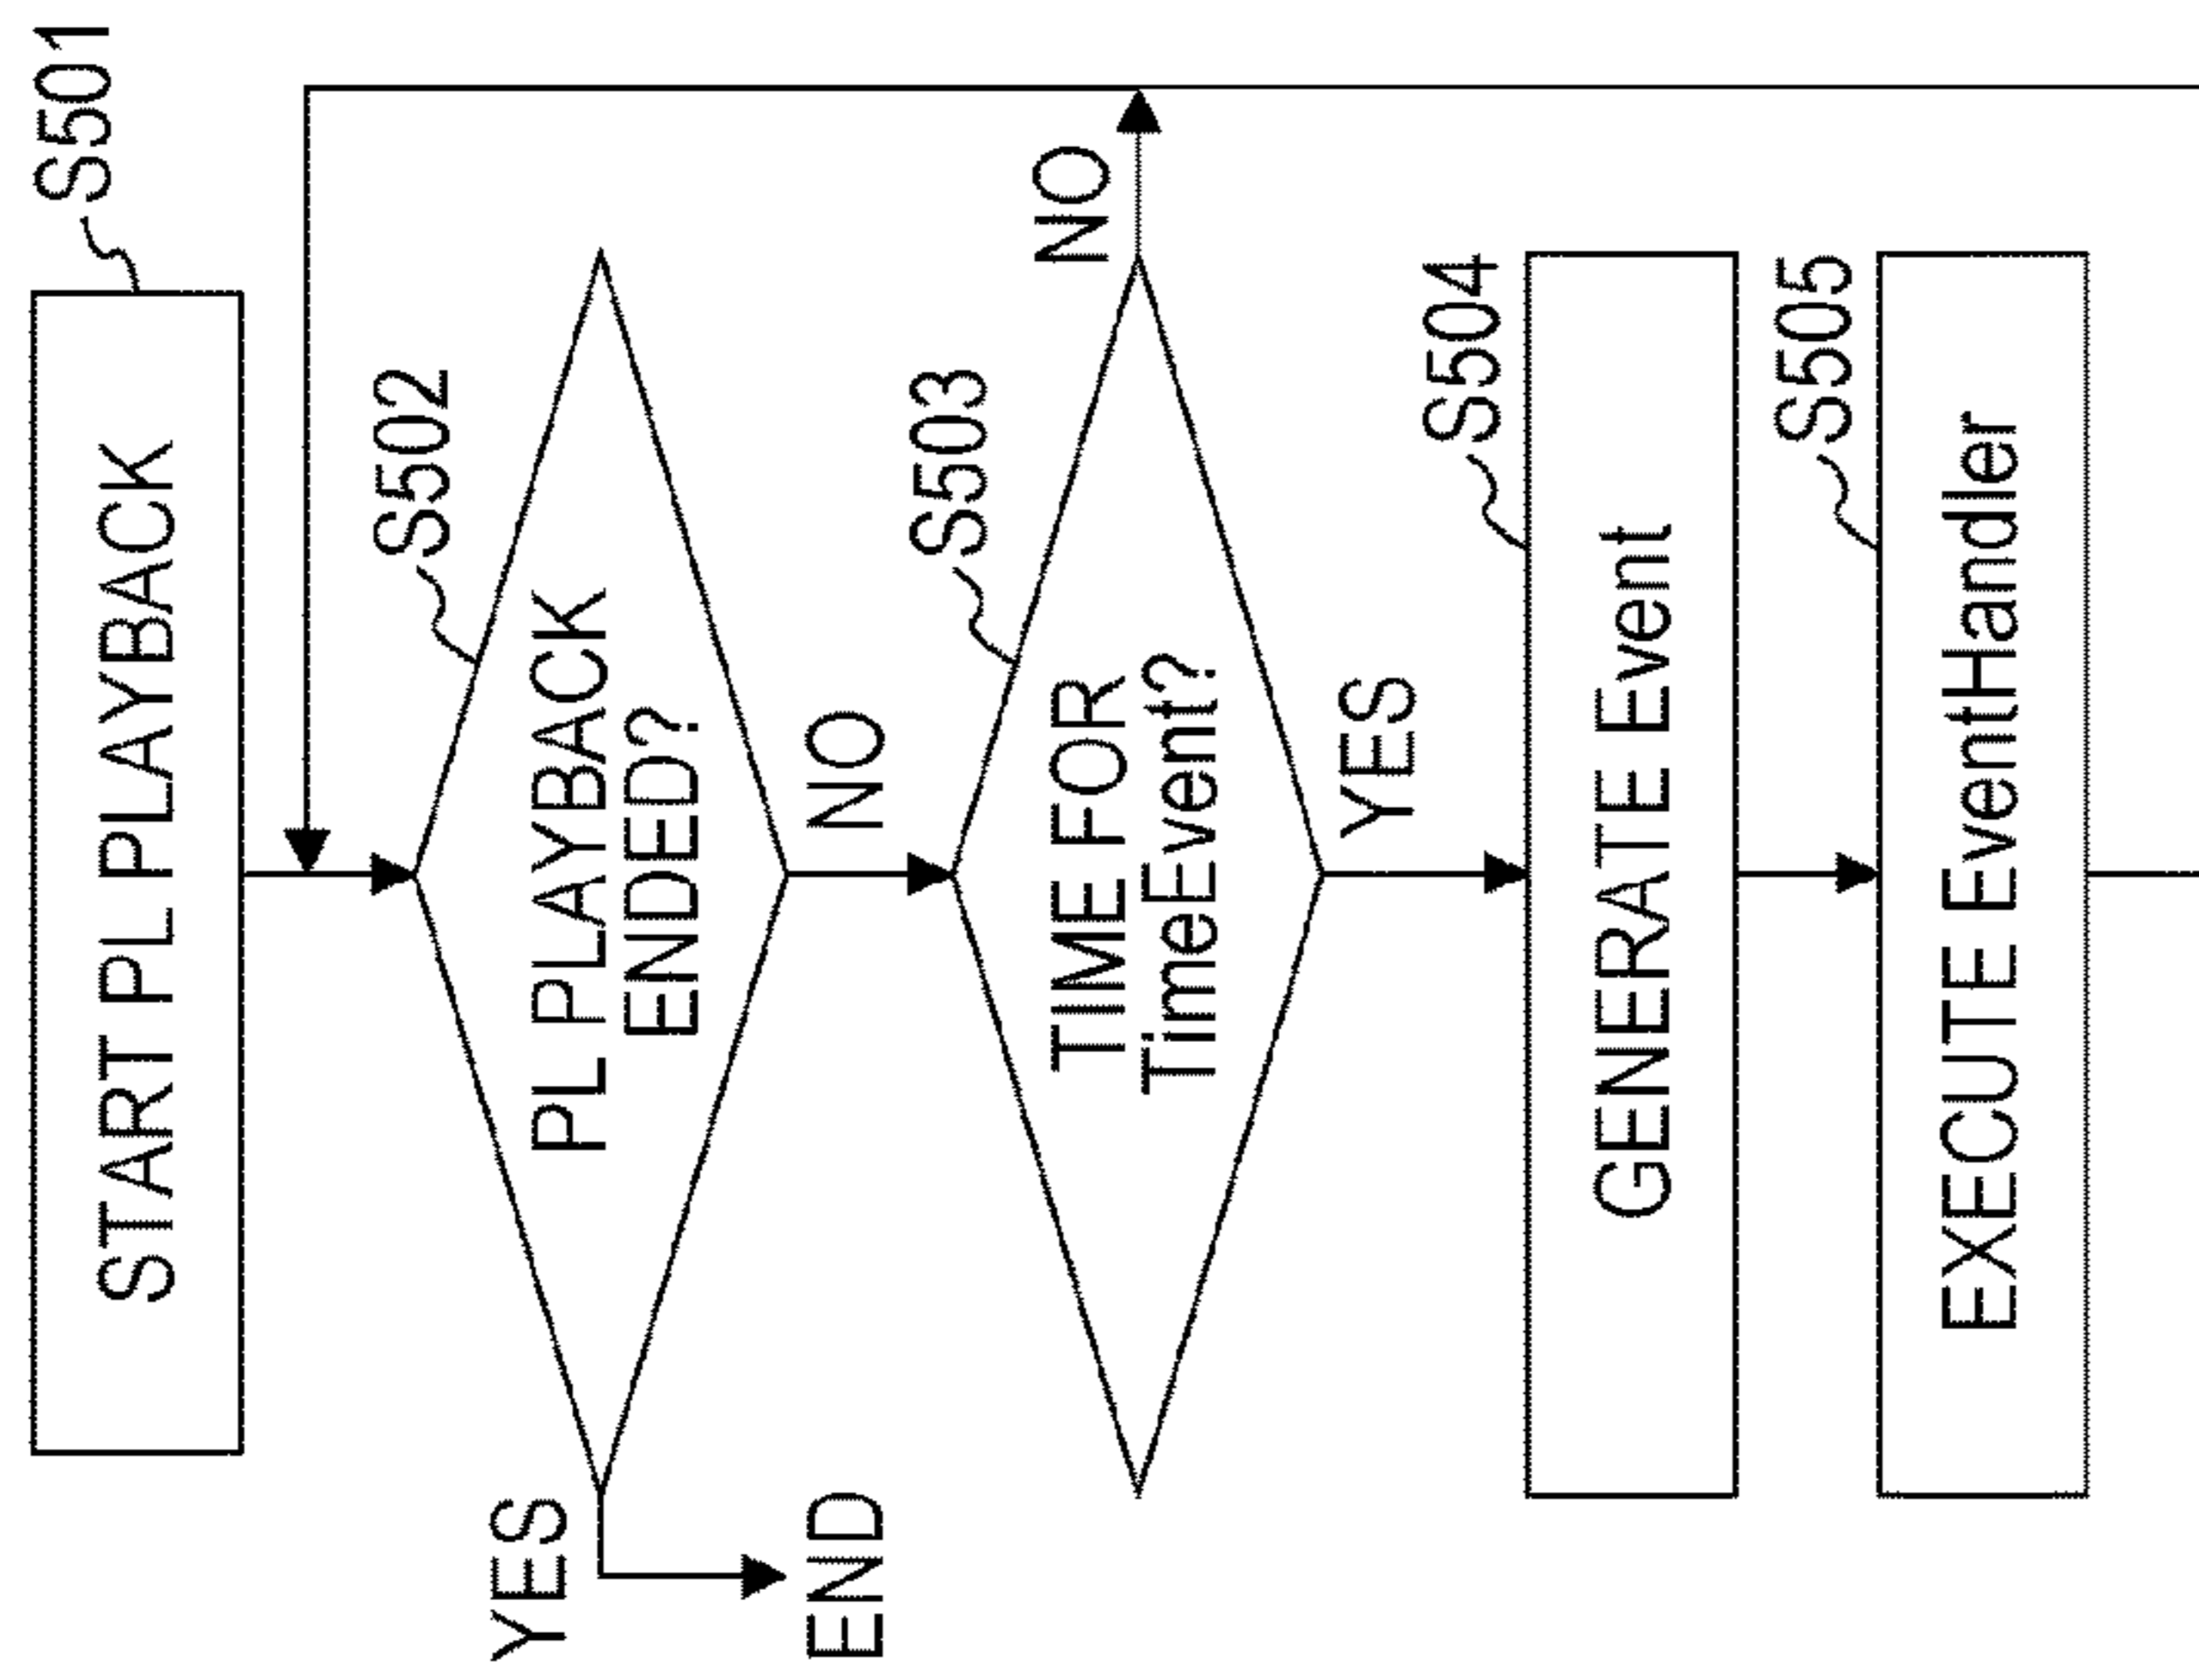 S501
START PL PLAYBACK
S502
PL PLAYBACK
ENDED?
YES
END
NO
S503
TIME FOR
TimeEvent?
NO
YES
S504
GENERATE Event
S505
EXECUTE EventHandler